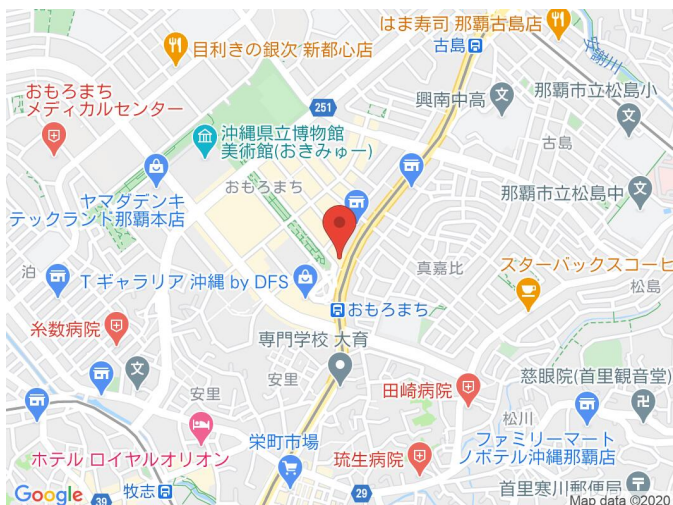 はま寿司 那覇古島店
目利きの銀次 新都心店
古島
安謝川
おもろまち
メディカルセンター
251
興南中高
那覇市立松島小
沖縄県立博物館
美術館(おきみゅー)
古島
おもろまち
ヤマダデンキ
テックランド那覇本店
那覇市立松島中
泊
T ギャラリア 沖縄 by DFS
真嘉比
スターバックスコーヒ
松島
おもろまち
糸数病院
専門学校 大育
安里
安里
田崎病院
慈眼院(首里観音堂)
松川
ホテル ロイヤルオリオン
栄町市場
琉生病院
ファミリーマート
ノボテル沖縄那覇店
Google
39
牧志
29
首里寒川郵便局
Map data ©2020